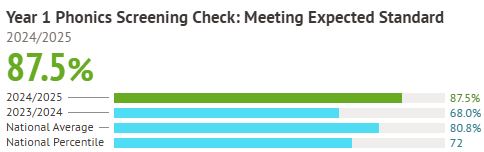 Year 1 Phonics Screening Check: Meeting Expected Standard
2024/2025
87.5%
2024/2025 87.5%
2023/2024 68.0%
National Average 80.8%
National Percentile 72